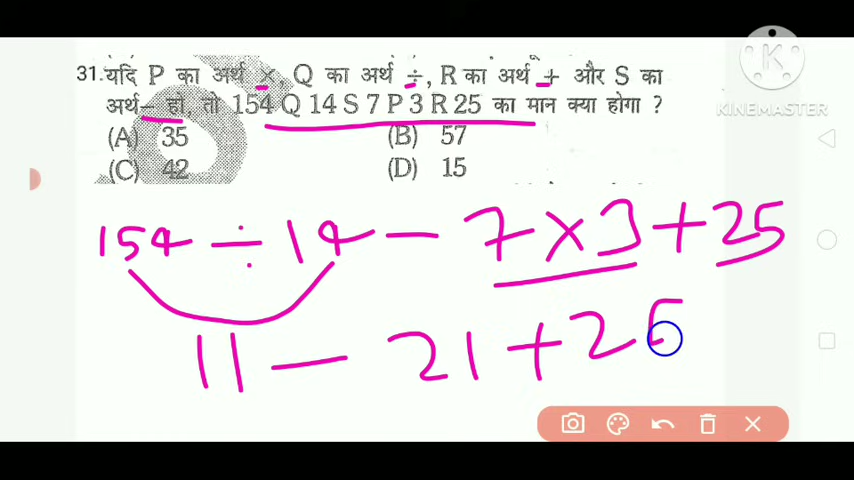 KINEMASTER
31. यदि P का अर्थ ×, Q का अर्थ ÷, R का अर्थ + और S का
अर्थ – हो, तो 154 Q 14 S 7 P 3 R 25 का मान क्या होगा ?
(A) 35 (B) 57
(C) 42 (D) 15
154 ÷ 14 – 7 × 3 + 25
11 – 21 + 25